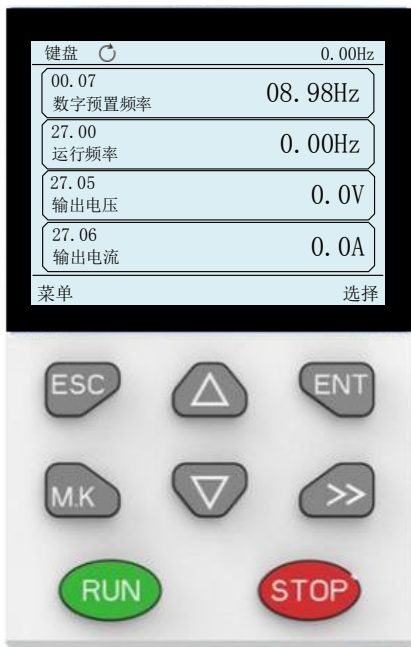 键盘 0.00Hz
00.07
数字预置频率 08.98Hz
27.00
运行频率 0.00Hz
27.05
输出电压 0.0V
27.06
输出电流 0.0A
菜单 选择
ESC ENT
M.K >>
RUN STOP